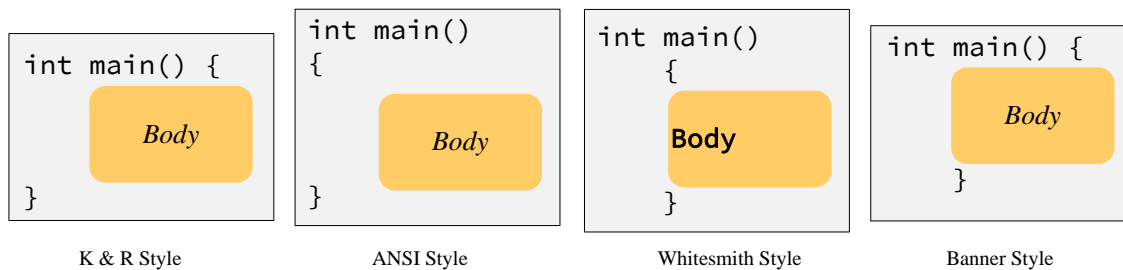 int main() {
Body
}
K & R Style
int main()
{
Body
}
ANSI Style
int main()
{
Body
}
Whitesmith Style
int main() {
Body
}
Banner Style